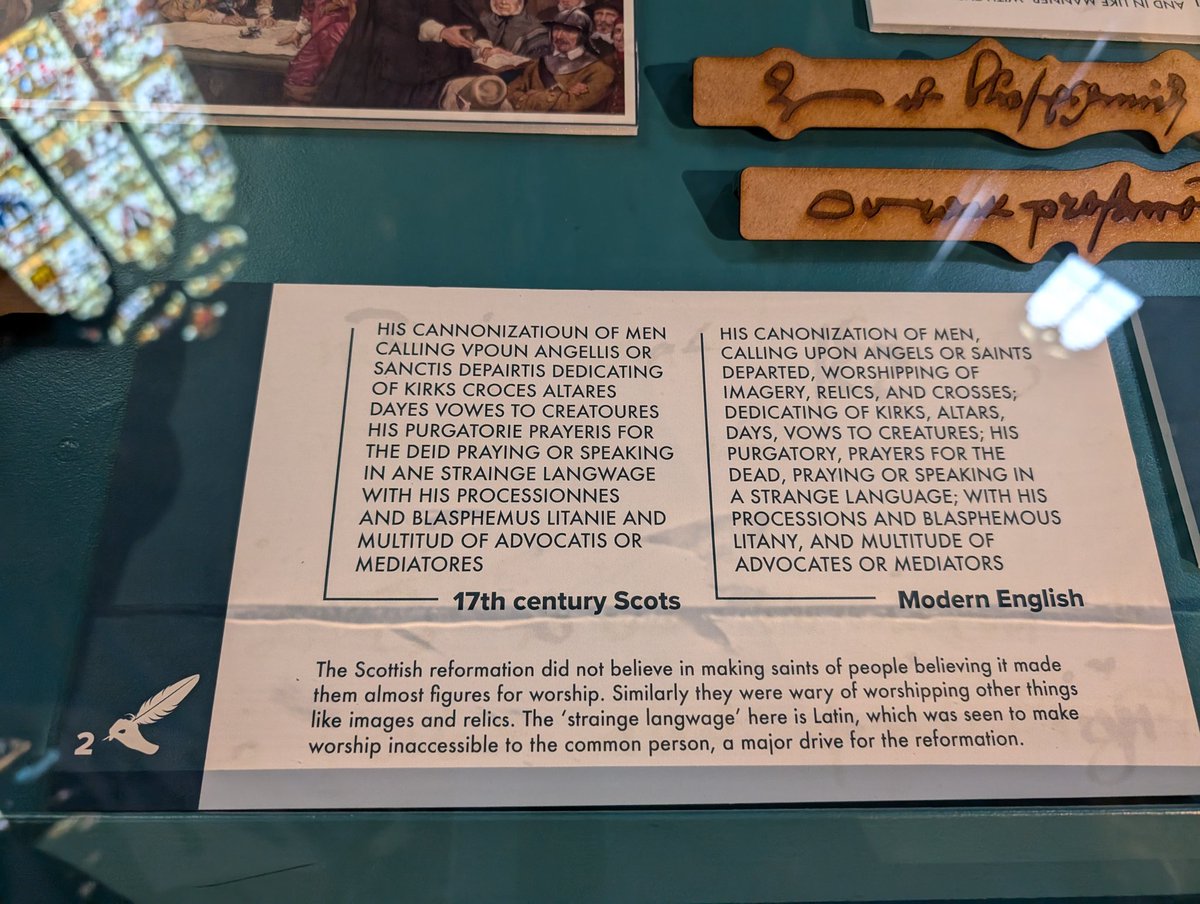 HIS CANNONIZATIOUN OF MEN
CALLING VPOUN ANGELLIS OR
SANCTIS DEPAIRTIS DEDICATING
OF KIRKS CROCES ALTARES
DAYES VOWES TO CREATOURES
HIS PURGATORIE PRAYERIS FOR
THE DEID PRAYING OR SPEAKING
IN ANE STRAINGE LANGWAGE
WITH HIS PROCESSIONNES
AND BLASPHEMUS LITANIE AND
MULTITUD OF ADVOCATIS OR
MEDIATORES
17th century Scots
HIS CANONIZATION OF MEN,
CALLING UPON ANGELS OR SAINTS
DEPARTED, WORSHIPPING OF
IMAGERY, RELICS, AND CROSSES;
DEDICATING OF KIRKS, ALTARS,
DAYS, VOWS TO CREATURES; HIS
PURGATORY, PRAYERS FOR THE
DEAD, PRAYING OR SPEAKING IN
A STRANGE LANGUAGE; WITH HIS
PROCESSIONS AND BLASPHEMOUS
LITANY, AND MULTITUDE OF
ADVOCATES OR MEDIATORS
Modern English
The Scottish reformation did not believe in making saints of people believing it made
them almost figures for worship. Similarly they were wary of worshipping other things
like images and relics. The ‘strainge langwage’ here is Latin, which was seen to make
worship inaccessible to the common person, a major drive for the reformation.
2
AND IN LIKE MANNER